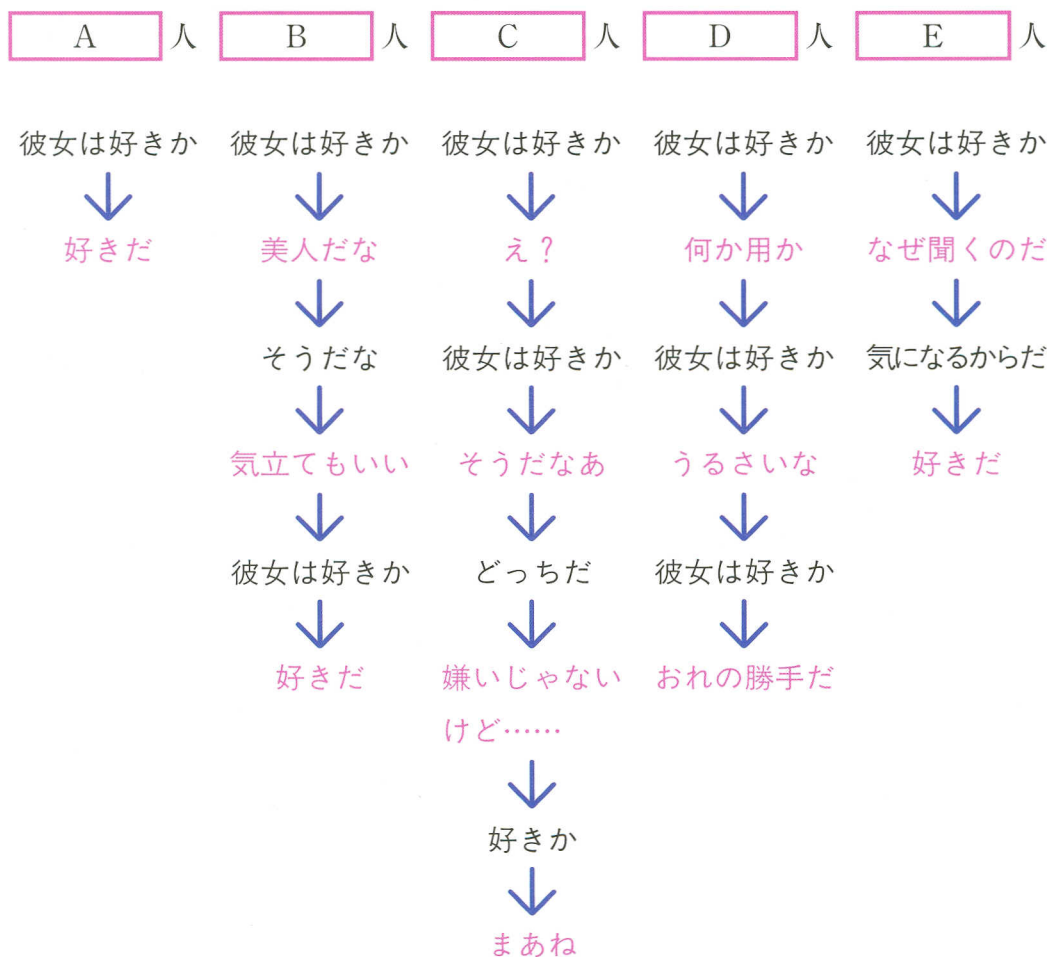 A 人 B 人 C 人 D 人 E 人
彼女は好きか 彼女は好きか 彼女は好きか 彼女は好きか 彼女は好きか
好きだ 美人だな え? 何か用か なぜ聞くのだ
そうだな 彼女は好きか 彼女は好きか 気になるからだ
気立てもいい そうだなあ うるさいな 好きだ
彼女は好きか どっちだ 彼女は好きか
好きだ 嫌いじゃない おれの勝手だ
けど……
好きか
まあね